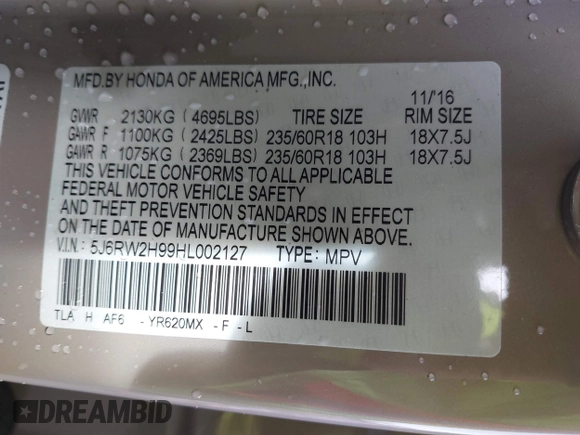 MFD.BY HONDA OF AMERICA MFG.,INC.
11/16
GVWR 2130KG (4695LBS) TIRE SIZE RIM SIZE
GAWR F 1100KG (2425LBS) 235/60R18 103H 18X7.5J
GAWR R 1075KG (2369LBS) 235/60R18 103H 18X7.5J
THIS VEHICLE CONFORMS TO ALL APPLICABLE
FEDERAL MOTOR VEHICLE SAFETY
AND THEFT PREVENTION STANDARDS IN EFFECT
ON THE DATE OF MANUFACTURE SHOWN ABOVE.
V.I.N.: 5J6RW2H99HL002127 TYPE: MPV
TLA H AF6 - YR620MX - F - L
DREAMBID